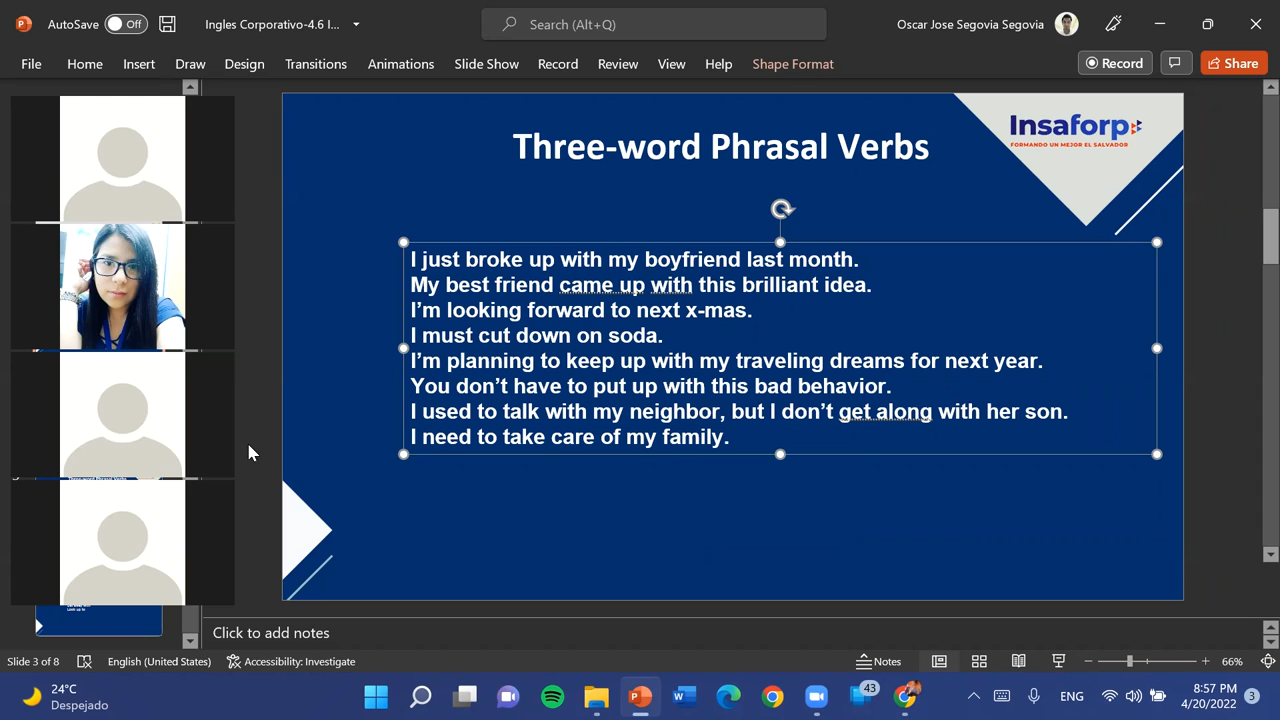 AutoSave Off Ingles Corporativo-4.6 I... Search (Alt+Q) Oscar Jose Segovia Segovia
File Home Insert Draw Design Transitions Animations Slide Show Record Review View Help Shape Format Record Share
Insaforp
FORMANDO UN MEJOR EL SALVADOR
Three-word Phrasal Verbs
I just broke up with my boyfriend last month.
My best friend came up with this brilliant idea.
I'm looking forward to next x-mas.
I must cut down on soda.
I'm planning to keep up with my traveling dreams for next year.
You don't have to put up with this bad behavior.
I used to talk with my neighbor, but I don't get along with her son.
I need to take care of my family.
Click to add notes
Slide 3 of 8 English (United States) Accessibility: Investigate Notes 66%
24°C
Despejado
43
ENG
8:57 PM
4/20/2022
3